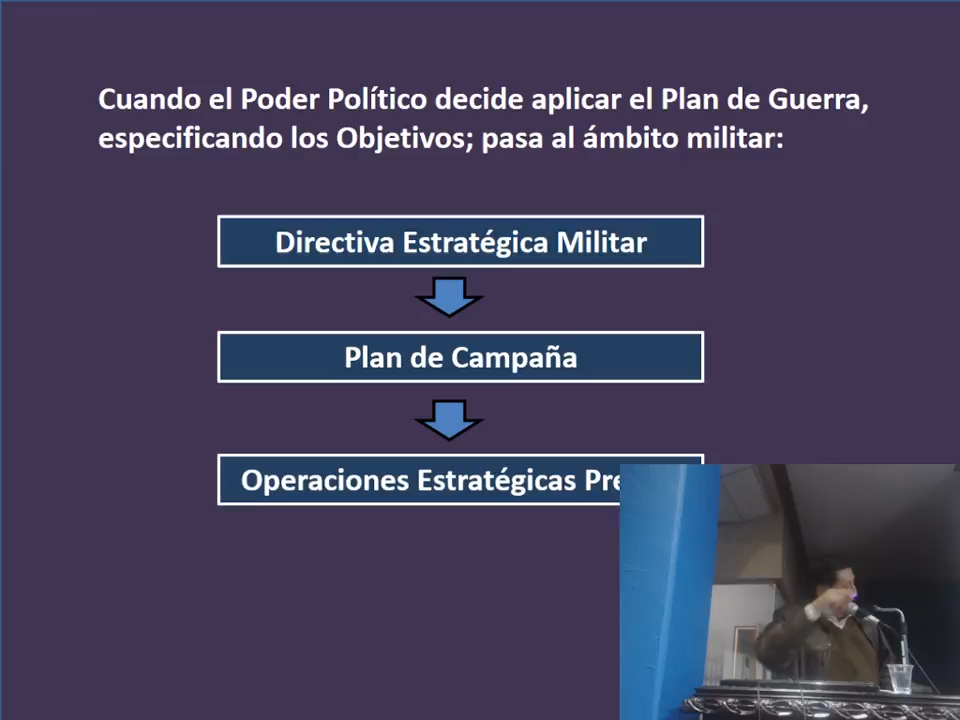 Cuando el Poder Político decide aplicar el Plan de Guerra,
especificando los Objetivos; pasa al ámbito militar:
Directiva Estratégica Militar
Plan de Campaña
Operaciones Estratégicas